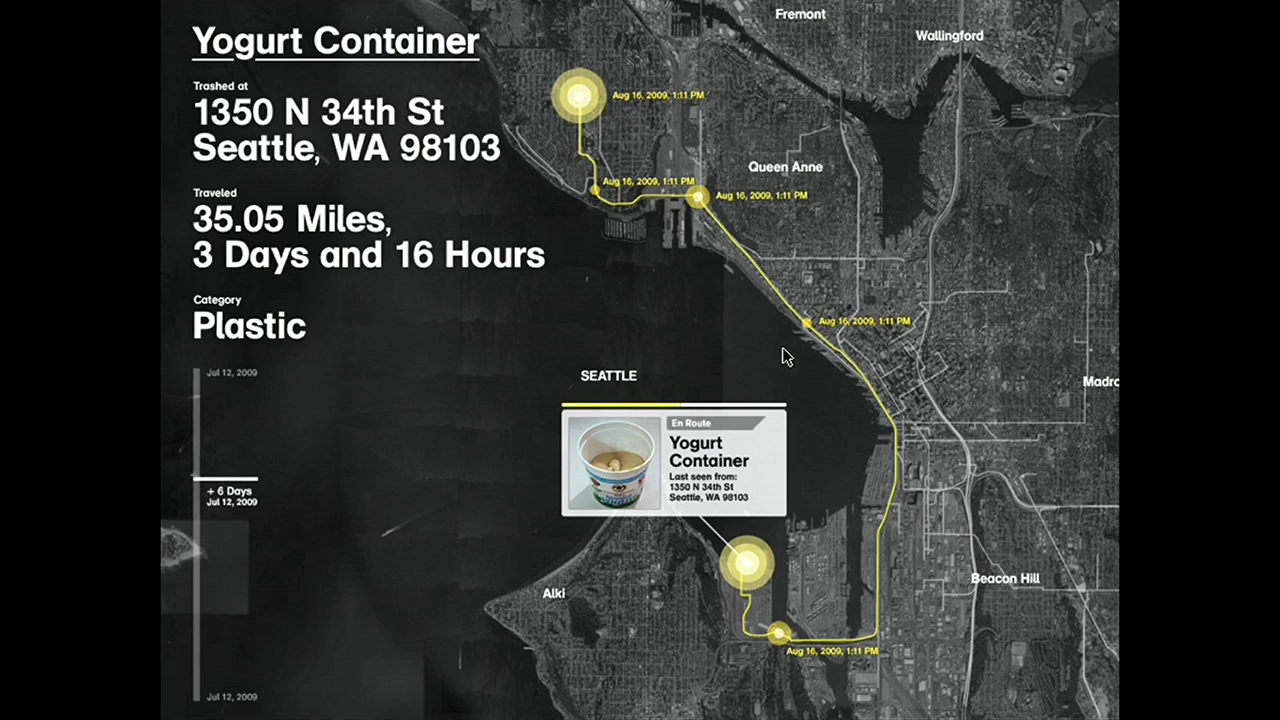 Yogurt Container
Trashed at
1350 N 34th St
Seattle, WA 98103
Traveled
35.05 Miles,
3 Days and 16 Hours
Category
Plastic
Jul 12, 2009
+ 6 Days
Jul 12, 2009
Jul 12, 2009
Fremont
Wallingford
Aug 16, 2009, 1:11 PM
Queen Anne
Aug 16, 2009, 1:11 PM
Aug 16, 2009, 1:11 PM
Aug 16, 2009, 1:11 PM
SEATTLE
Madro
En Route
Yogurt
Container
Last seen from:
1350 N 34th St
Seattle, WA 98103
Alki
Beacon Hill
Aug 16, 2009, 1:11 PM